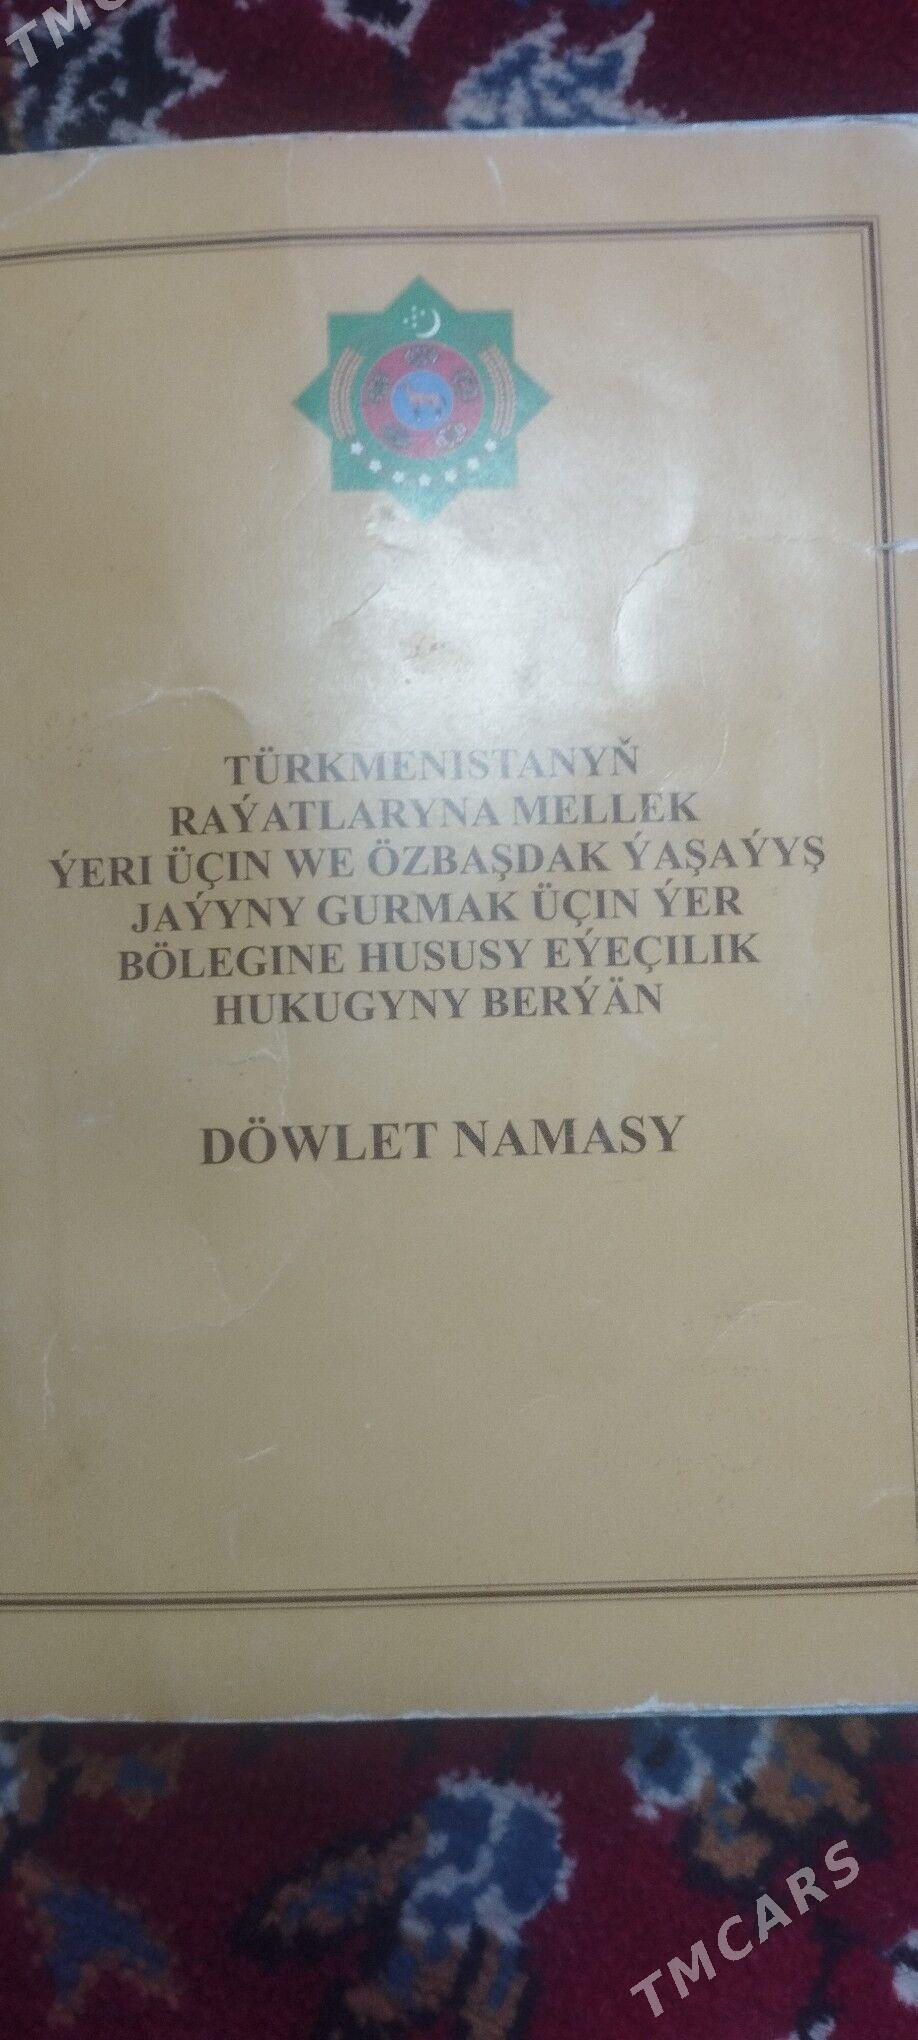 TÜRKMENISTANYŇ
RAÝATLARYNA MELLEK
ÝERI ÜÇIN WE ÖZBAŞDAK ÝAŞAÝYŞ
JAÝYNY GURMAK ÜÇIN ÝER
BÖLEGINE HUSUSY EÝEÇILIK
HUKUGYNY BERÝÄN
DÖWLET NAMASY
TMCARS